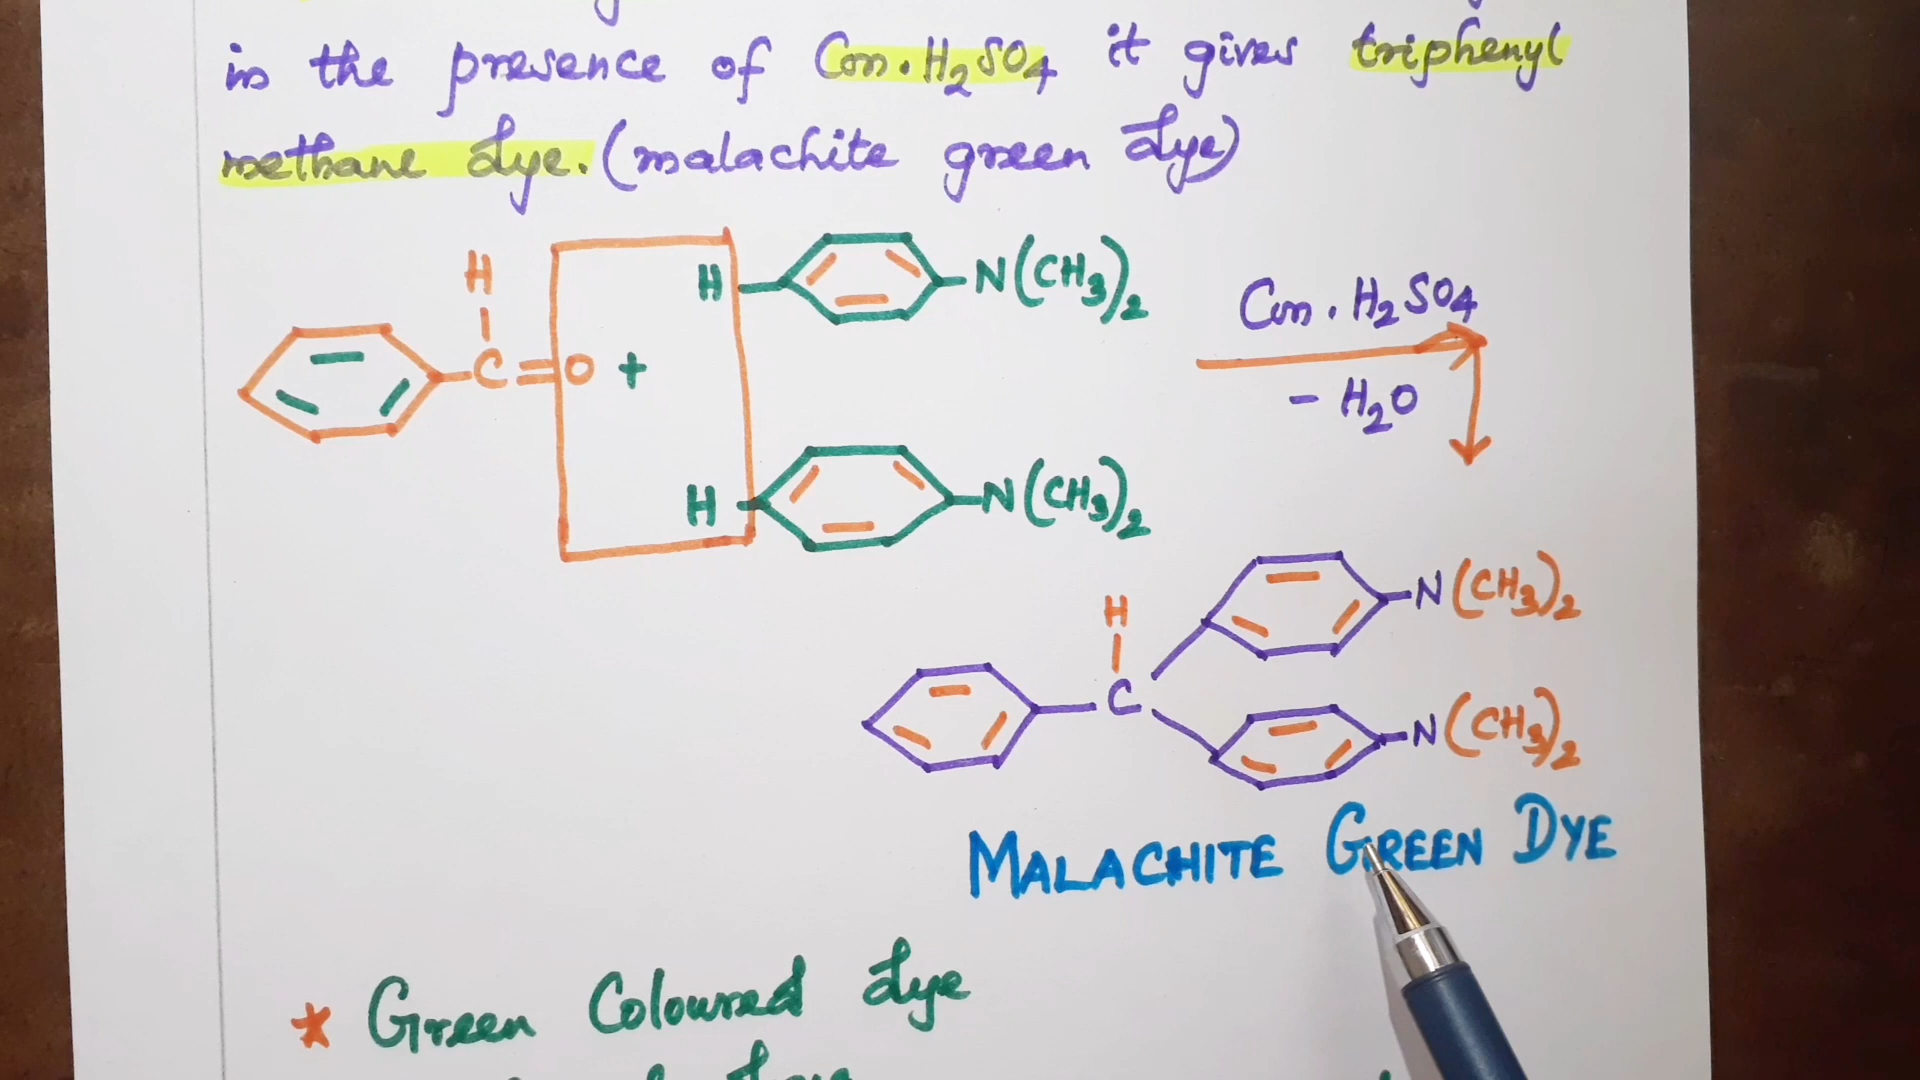 in the presence of Con. H2SO4 it gives triphenyl
methane dye. (malachite green dye)
H
H
N(CH3)2
C=O +
Con. H2SO4
- H2O
H
N(CH3)2
H
N(CH3)2
C
N(CH3)2
MALACHITE GREEN DYE
* Green Coloured dye